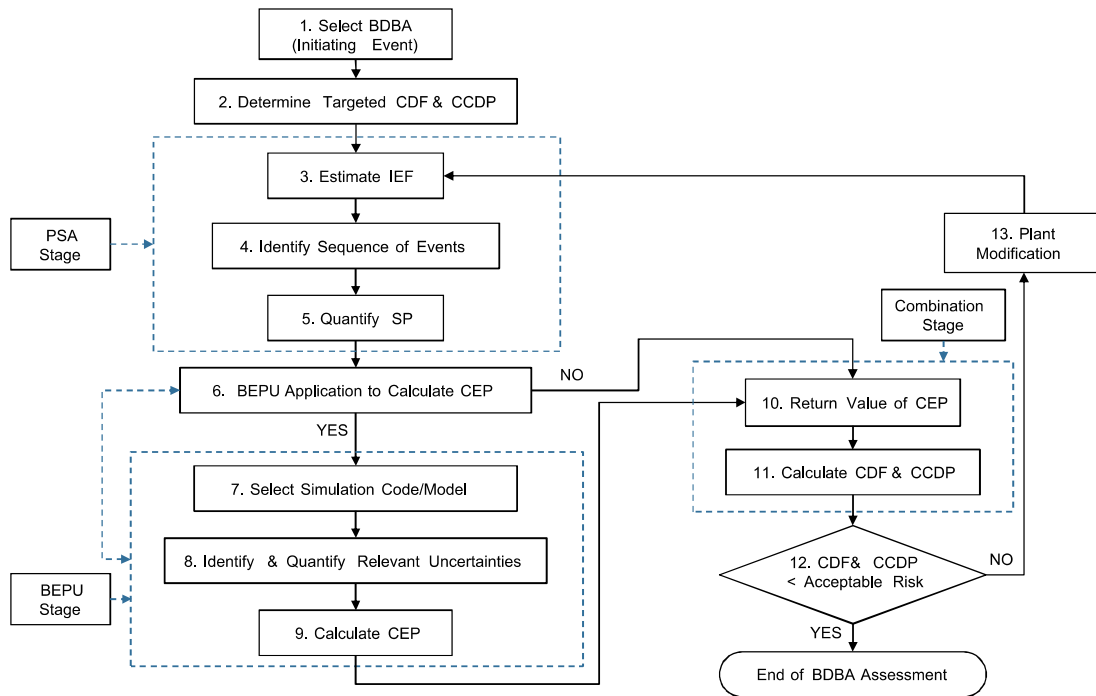 1. Select BDBA
(Initiating Event)
2. Determine Targeted CDF & CCDP
3. Estimate IEF
PSA
Stage
4. Identify Sequence of Events
13. Plant
Modification
5. Quantify SP
Combination
Stage
6. BEPU Application to Calculate CEP
NO
10. Return Value of CEP
YES
11. Calculate CDF & CCDP
7. Select Simulation Code/Model
8. Identify & Quantify Relevant Uncertainties
12. CDF& CCDP
< Acceptable Risk
NO
BEPU
Stage
9. Calculate CEP
YES
End of BDBA Assessment